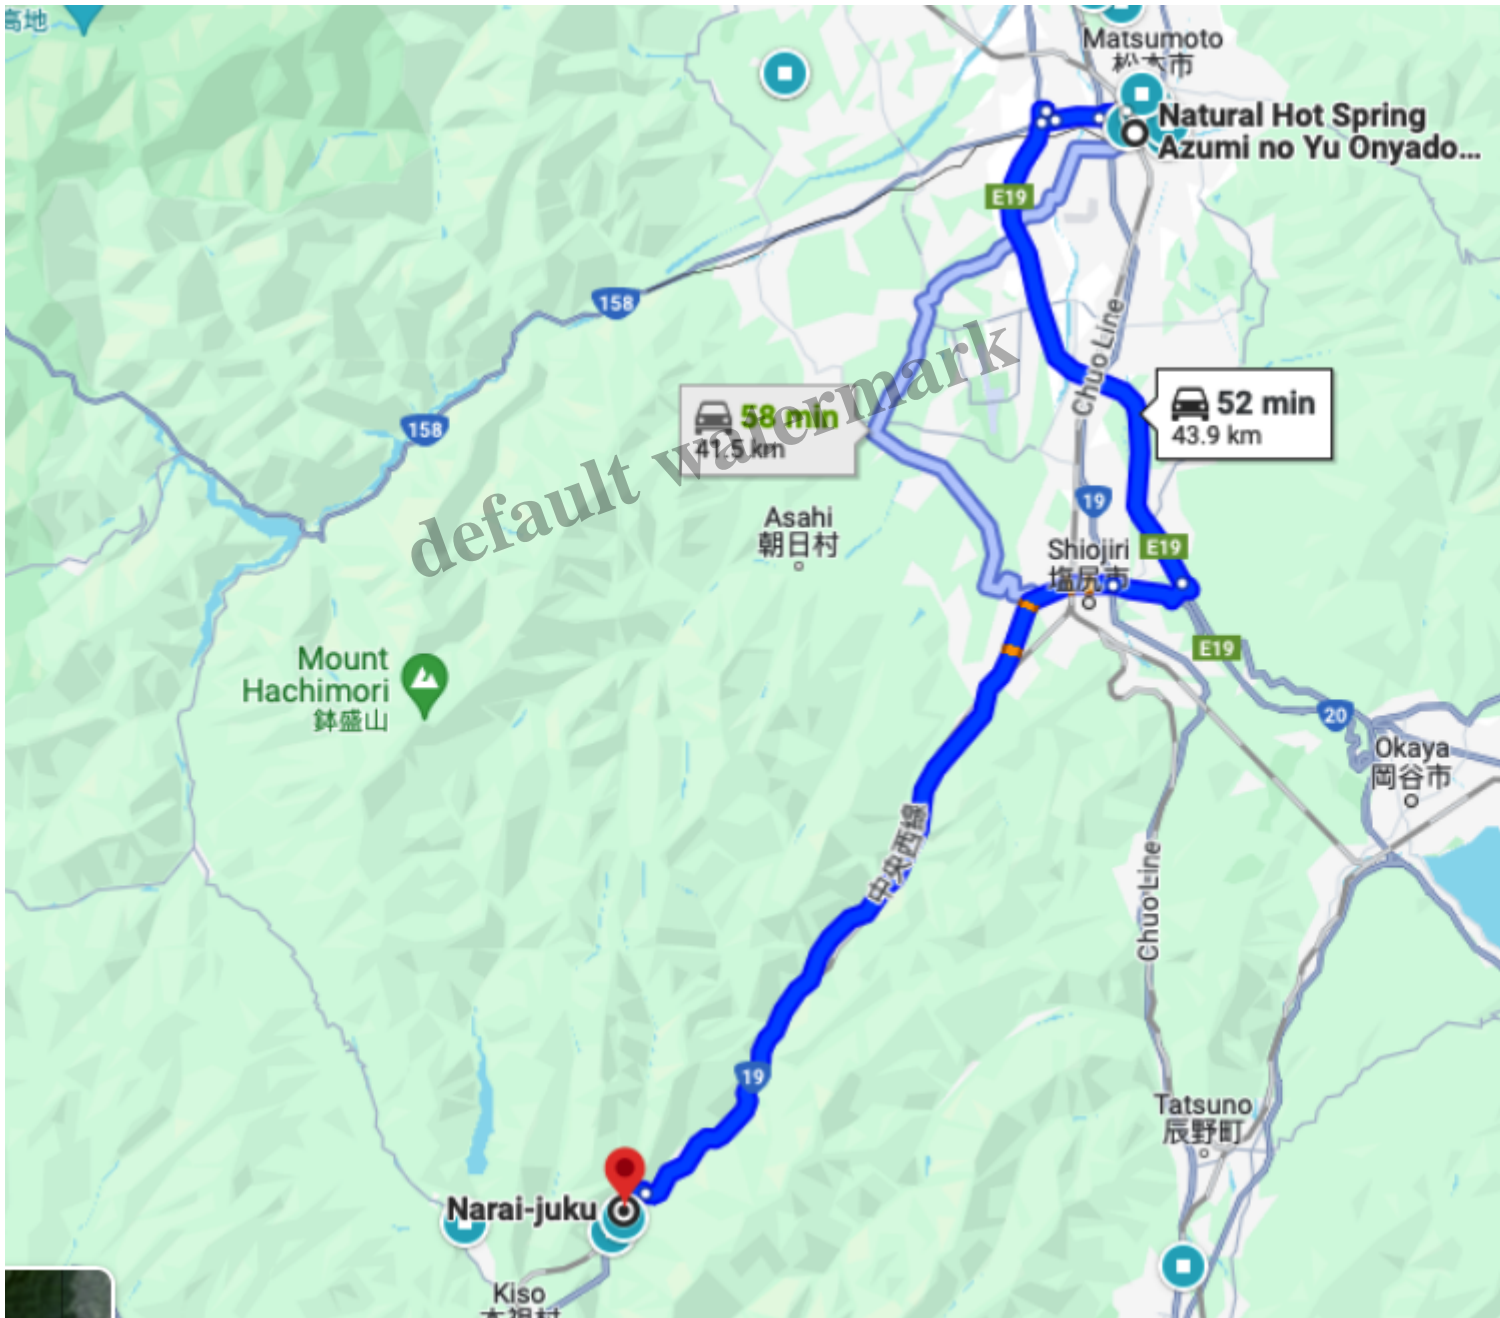 高地
Matsumoto
松本市
Natural Hot Spring
Azumi no Yu Onyado...
E19
158
Chuo Line
58 min
41.5 km
52 min
43.9 km
158
default watermark
19
Asahi
朝日村
Shiojiri
塩尻市
E19
E19
Mount
Hachimori
鉢盛山
20
Okaya
岡谷市
中央西線
Chuo Line
19
Tatsuno
辰野町
Narai-juku
Kiso
木祖村